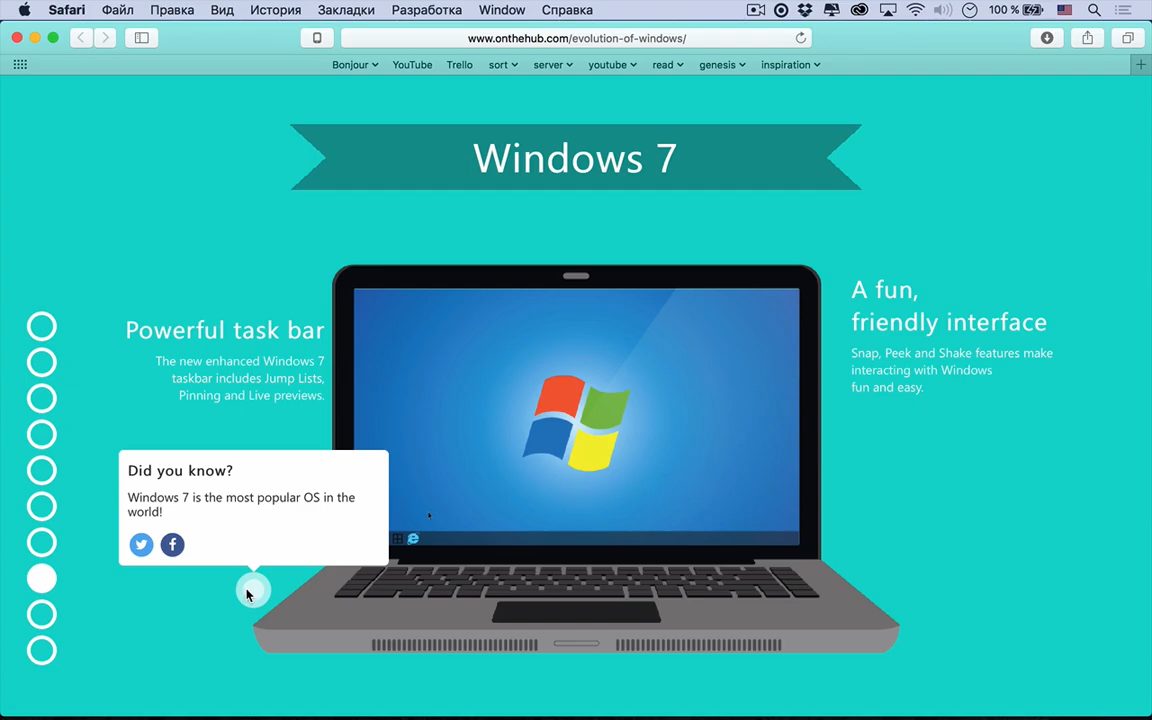 Safari Файл Правка Вид История Закладки Разработка Window Справка 100 %
www.onthehub.com/evolution-of-windows/
Bonjour YouTube Trello sort server youtube read genesis inspiration
Windows 7
A fun,
friendly interface
Snap, Peek and Shake features make
interacting with Windows
fun and easy.
Powerful task bar
The new enhanced Windows 7
taskbar includes Jump Lists,
Pinning and Live previews.
Did you know?
Windows 7 is the most popular OS in the
world!